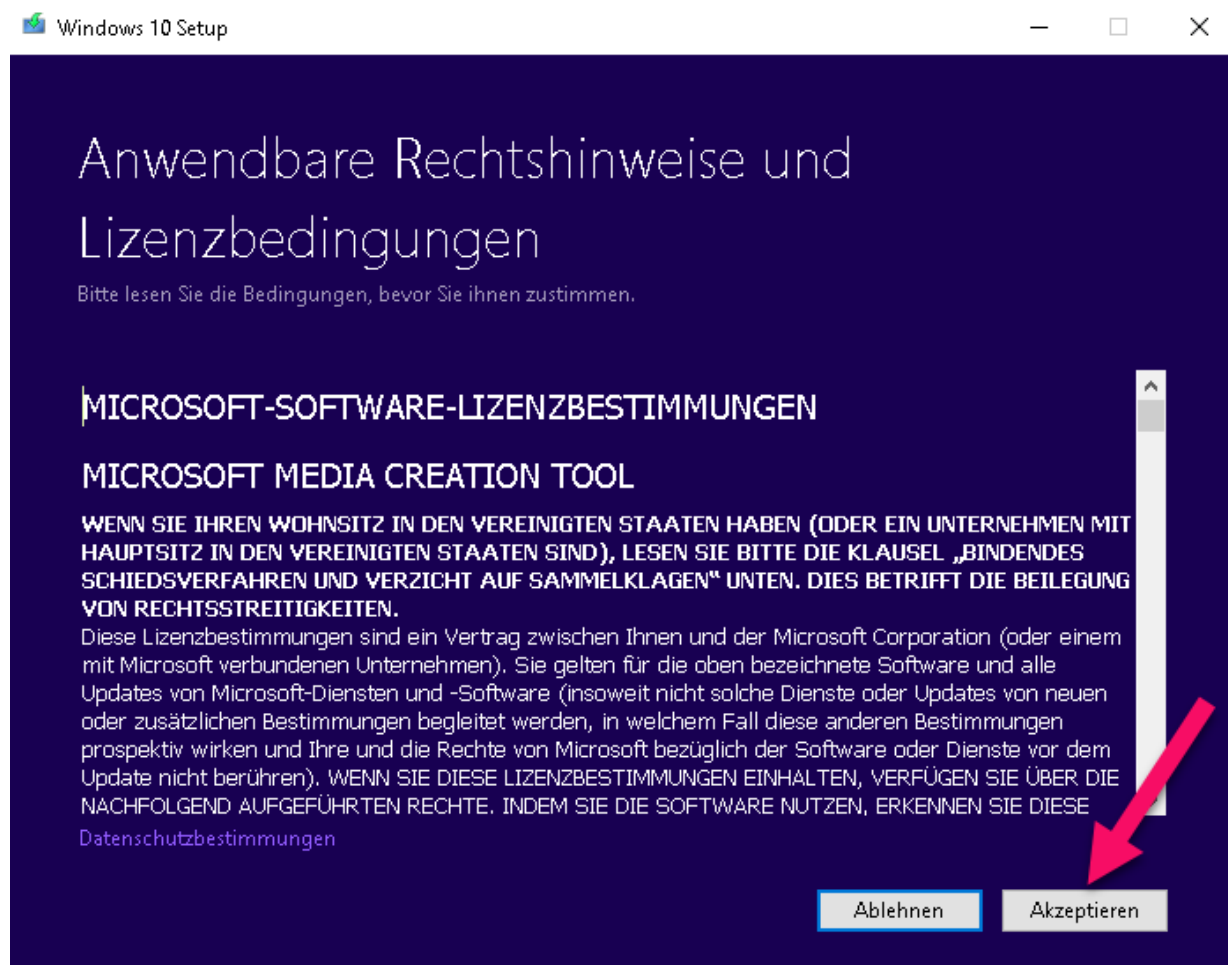 Windows 10 Setup
Anwendbare Rechtshinweise und
Lizenzbedingungen
Bitte lesen Sie die Bedingungen, bevor Sie ihnen zustimmen.
MICROSOFT-SOFTWARE-LIZENZBESTIMMUNGEN
MICROSOFT MEDIA CREATION TOOL
WENN SIE IHREN WOHNSITZ IN DEN VEREINIGTEN STAATEN HABEN (ODER EIN UNTERNEHMEN MIT
HAUPTSITZ IN DEN VEREINIGTEN STAATEN SIND), LESEN SIE BITTE DIE KLAUSEL „BINDENDES
SCHIEDSVERFAHREN UND VERZICHT AUF SAMMELKLAGEN“ UNTEN. DIES BETRIFFT DIE BEILEGUNG
VON RECHTSSTREITIGKEITEN.
Diese Lizenzbestimmungen sind ein Vertrag zwischen Ihnen und der Microsoft Corporation (oder einem
mit Microsoft verbundenen Unternehmen). Sie gelten für die oben bezeichnete Software und alle
Updates von Microsoft-Diensten und -Software (insoweit nicht solche Dienste oder Updates von neuen
oder zusätzlichen Bestimmungen begleitet werden, in welchem Fall diese anderen Bestimmungen
prospektiv wirken und Ihre und die Rechte von Microsoft bezüglich der Software oder Dienste vor dem
Update nicht berühren). WENN SIE DIESE LIZENZBESTIMMUNGEN EINHALTEN, VERFÜGEN SIE ÜBER DIE
NACHFOLGEND AUFGEFÜHRTEN RECHTE. INDEM SIE DIE SOFTWARE NUTZEN, ERKENNEN SIE DIESE
Datenschutzbestimmungen
Ablehnen
Akzeptieren